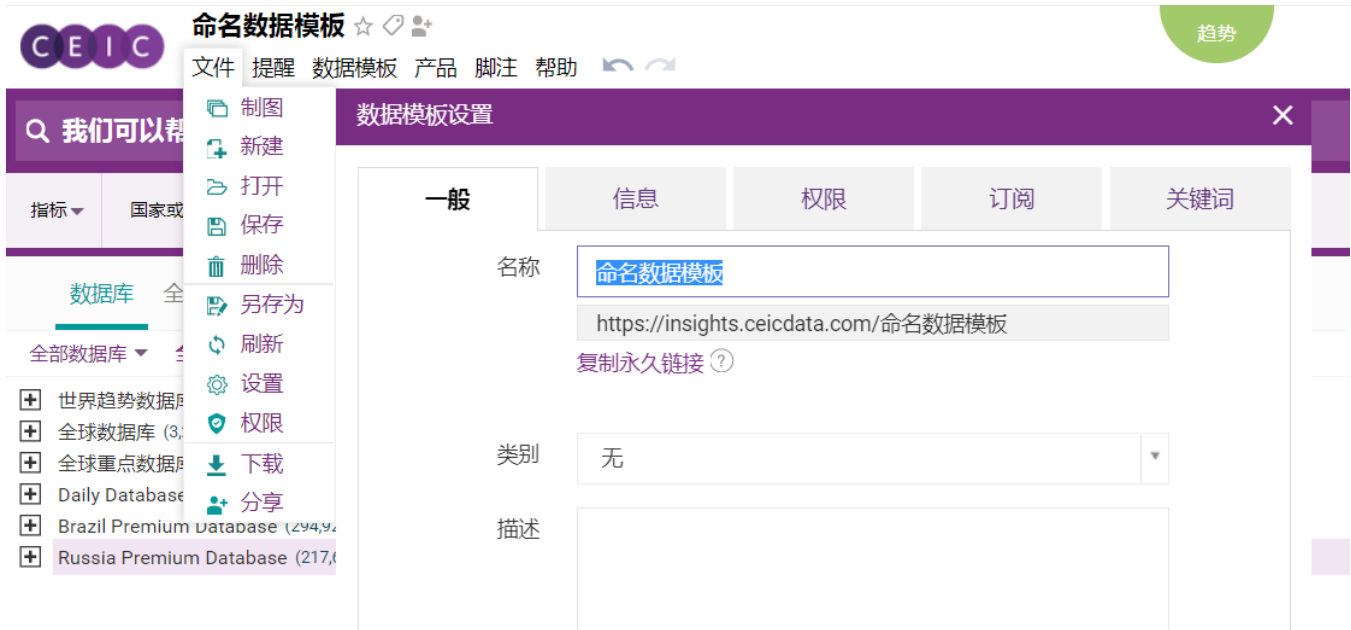 CEIC
命名数据模板
趋势
文件 提醒 数据模板 产品 脚注 帮助
制图
新建
打开
保存
删除
另存为
刷新
设置
权限
下载
分享
我们可以帮
指标
国家或
数据库 全
全部数据库
世界趋势数据库
全球数据库 (3,
全球重点数据库
Daily Database
Brazil Premium Database (294,92
Russia Premium Database (217,6
数据模板设置
一般 信息 权限 订阅 关键词
名称
命名数据模板
https://insights.ceicdata.com/命名数据模板
复制永久链接 ?
类别
无
描述